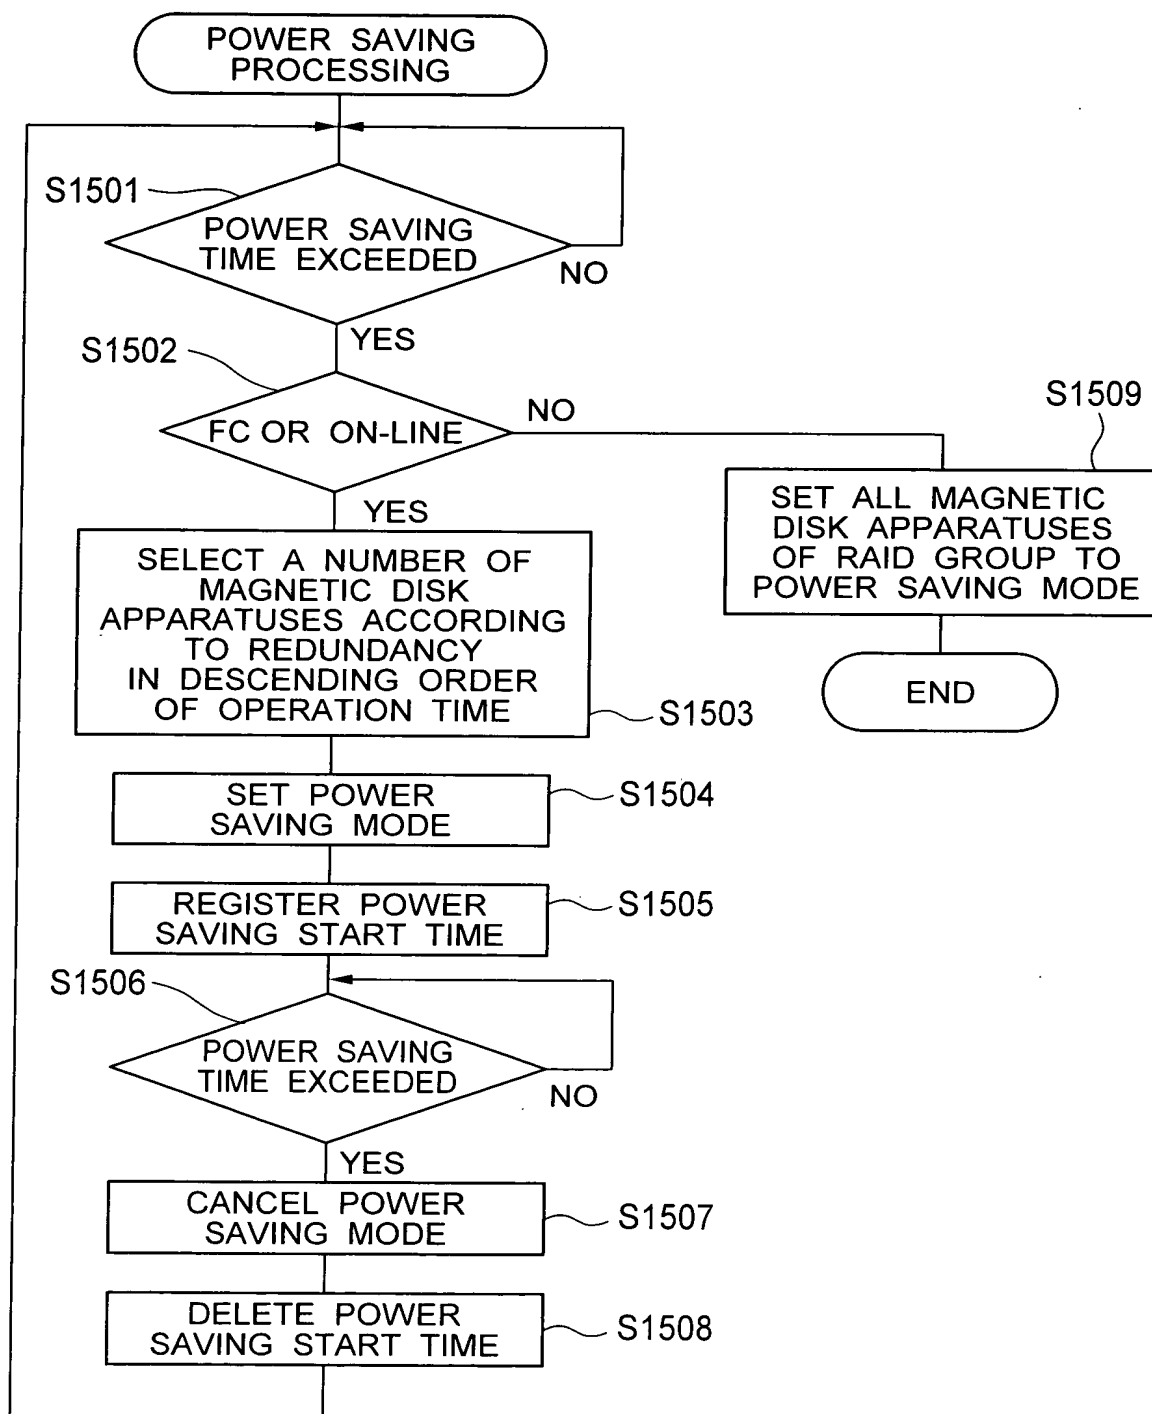 POWER SAVING
PROCESSING
S1501
POWER SAVING
TIME EXCEEDED
NO
YES
S1502
FC OR ON-LINE
NO
S1509
SET ALL MAGNETIC
DISK APPARATUSES
OF RAID GROUP TO
POWER SAVING MODE
END
YES
SELECT A NUMBER OF
MAGNETIC DISK
APPARATUSES ACCORDING
TO REDUNDANCY
IN DESCENDING ORDER
OF OPERATION TIME
S1503
SET POWER
SAVING MODE
S1504
REGISTER POWER
SAVING START TIME
S1505
S1506
POWER SAVING
TIME EXCEEDED
NO
YES
CANCEL POWER
SAVING MODE
S1507
DELETE POWER
SAVING START TIME
S1508